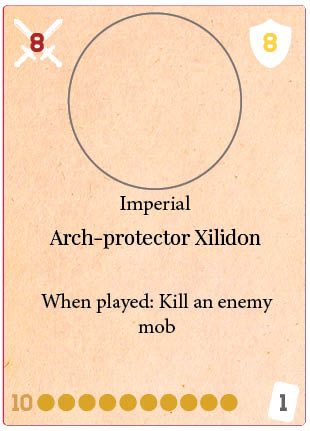 8 8
Imperial
Arch-protector Xilidon
When played: Kill an enemy
mob
10 1